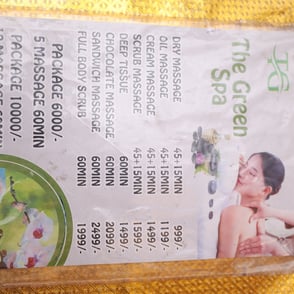 TG
The Green
Spa
DRY MASSAGE 45+15MIN 999/-
OIL MASSAGE 45+15MIN 1199/-
CREAM MASSAGE 45+15MIN 1499/-
SCRUB MASSAGE 45+15MIN 1599/-
DEEP TISSUE 60MIN 1499/-
CHOCOLATE MASSAGE 60MIN 2099/-
SANDWICH MASSAGE 60MIN 2499/-
FULL BODY SCRUB 60MIN 1999/-
PACKAGE 6000/-
5 MASSAGE 60MIN
PACKAGE 10000/-